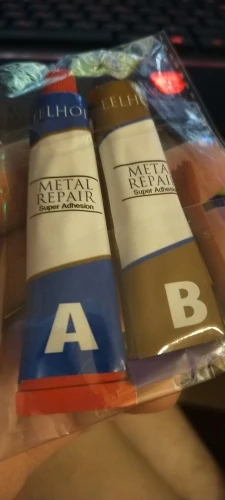 METAL
REPAIR
Super Adhesion
A
METAL
REPAIR
Super Adhesion
B